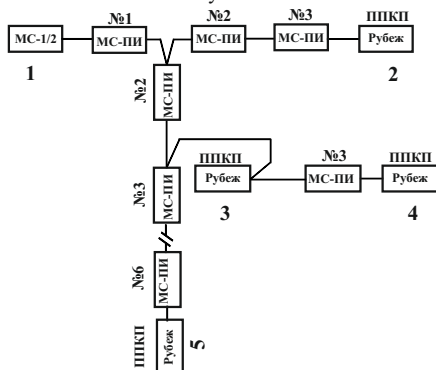 №1
№2
№3
ППКП
МС-1/2
МС-ПИ
МС-ПИ
МС-ПИ
Рубеж
1
2
№2
МС-ПИ
ППКП
№3
ППКП
№3
МС-ПИ
Рубеж
МС-ПИ
Рубеж
3
4
№6
МС-ПИ
ППКП
Рубеж
5